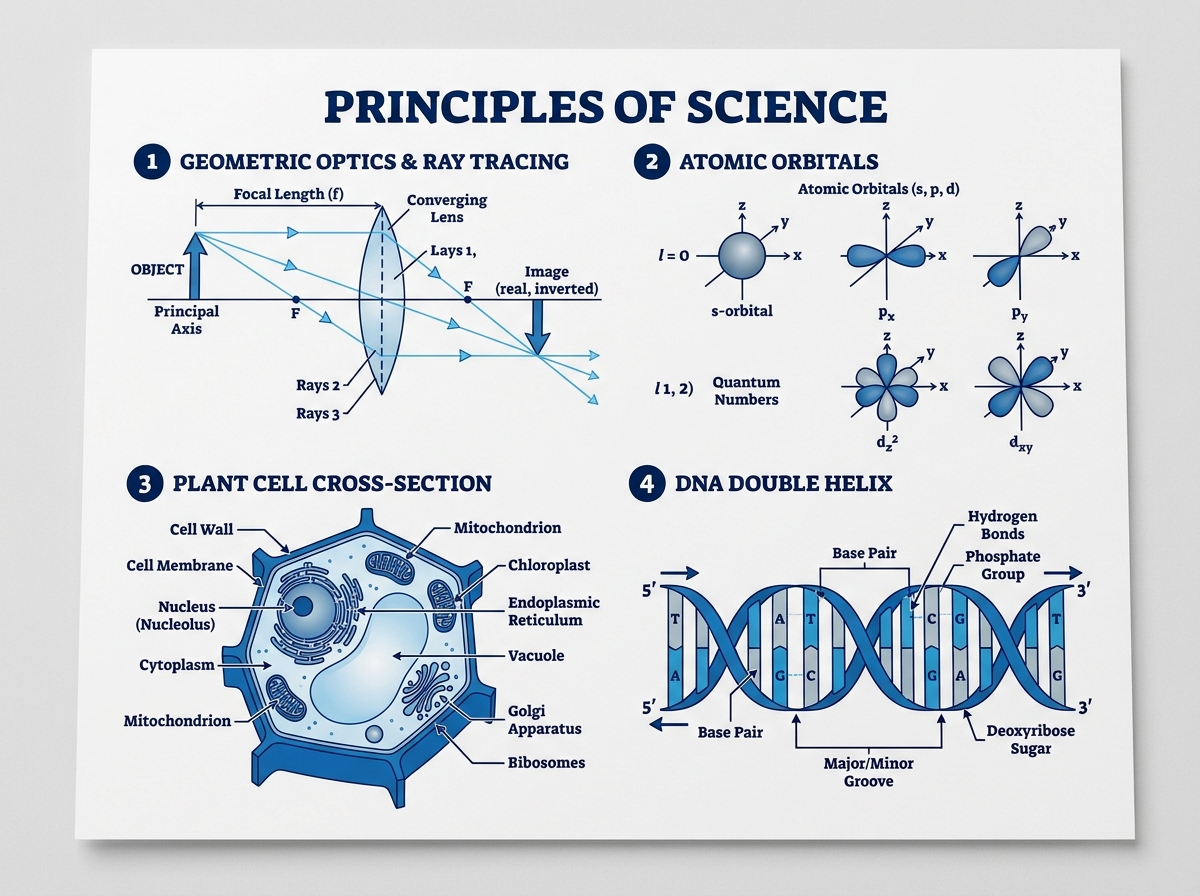 PRINCIPLES OF SCIENCE
1 GEOMETRIC OPTICS & RAY TRACING
Focal Length (f)
Converging
Lens
Lays 1,
OBJECT
Image
(real, inverted)
F
Principal
Axis
F
Rays 2
Rays 3
2 ATOMIC ORBITALS
Atomic Orbitals (s, p, d)
z
y
l = 0
x
s-orbital
z
x
px
z
y
x
py
l 1, 2)
Quantum
Numbers
z
y
x
dz²
z
y
x
dxy
3 PLANT CELL CROSS-SECTION
Cell Wall
Cell Membrane
Nucleus
(Nucleolus)
Cytoplasm
Mitochondrion
Mitochondrion
Chloroplast
Endoplasmic
Reticulum
Vacuole
Golgi
Apparatus
Bibosomes
4 DNA DOUBLE HELIX
Hydrogen
Bonds
Base Pair
Phosphate
Group
5′ 3′
T A T C G T
A G C G A G
5′ 3′
Base Pair
Deoxyribose
Sugar
Major/Minor
Groove